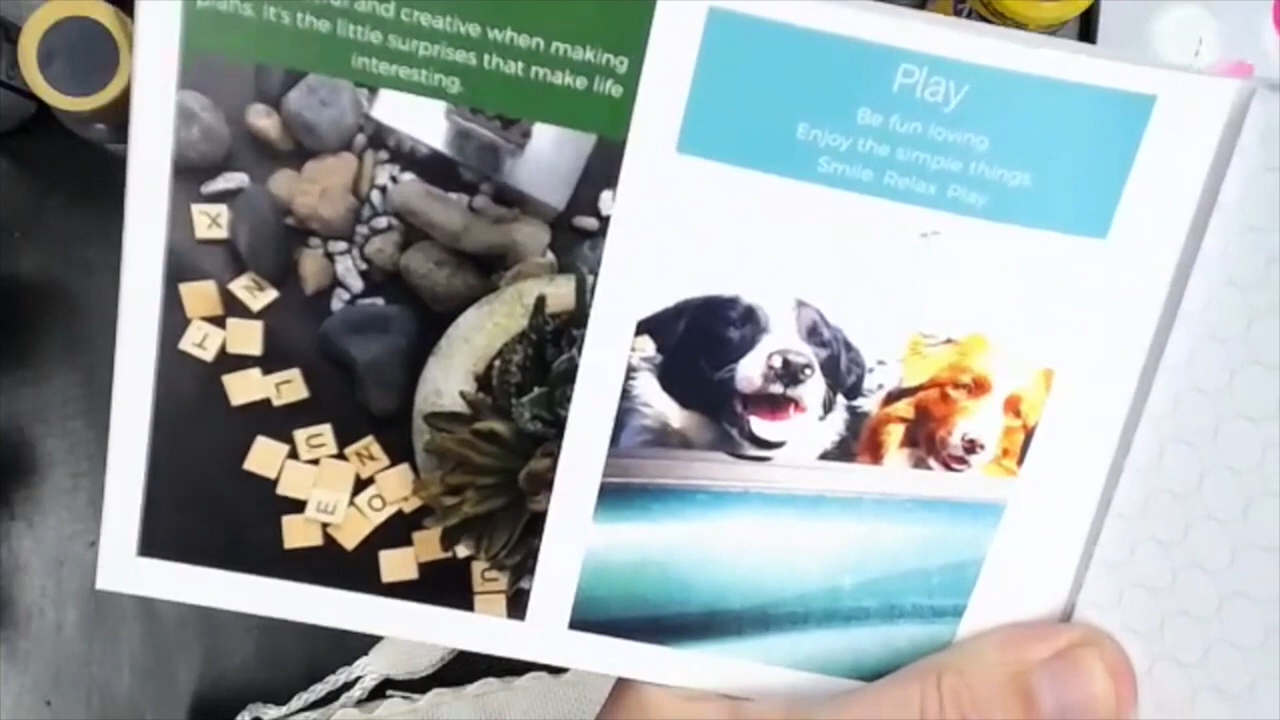 and creative when making
plans. It's the little surprises that make life
interesting.
Play
Be fun loving.
Enjoy the simple things.
Smile. Relax. Play
X
N
T
L
U
N
E
O
U